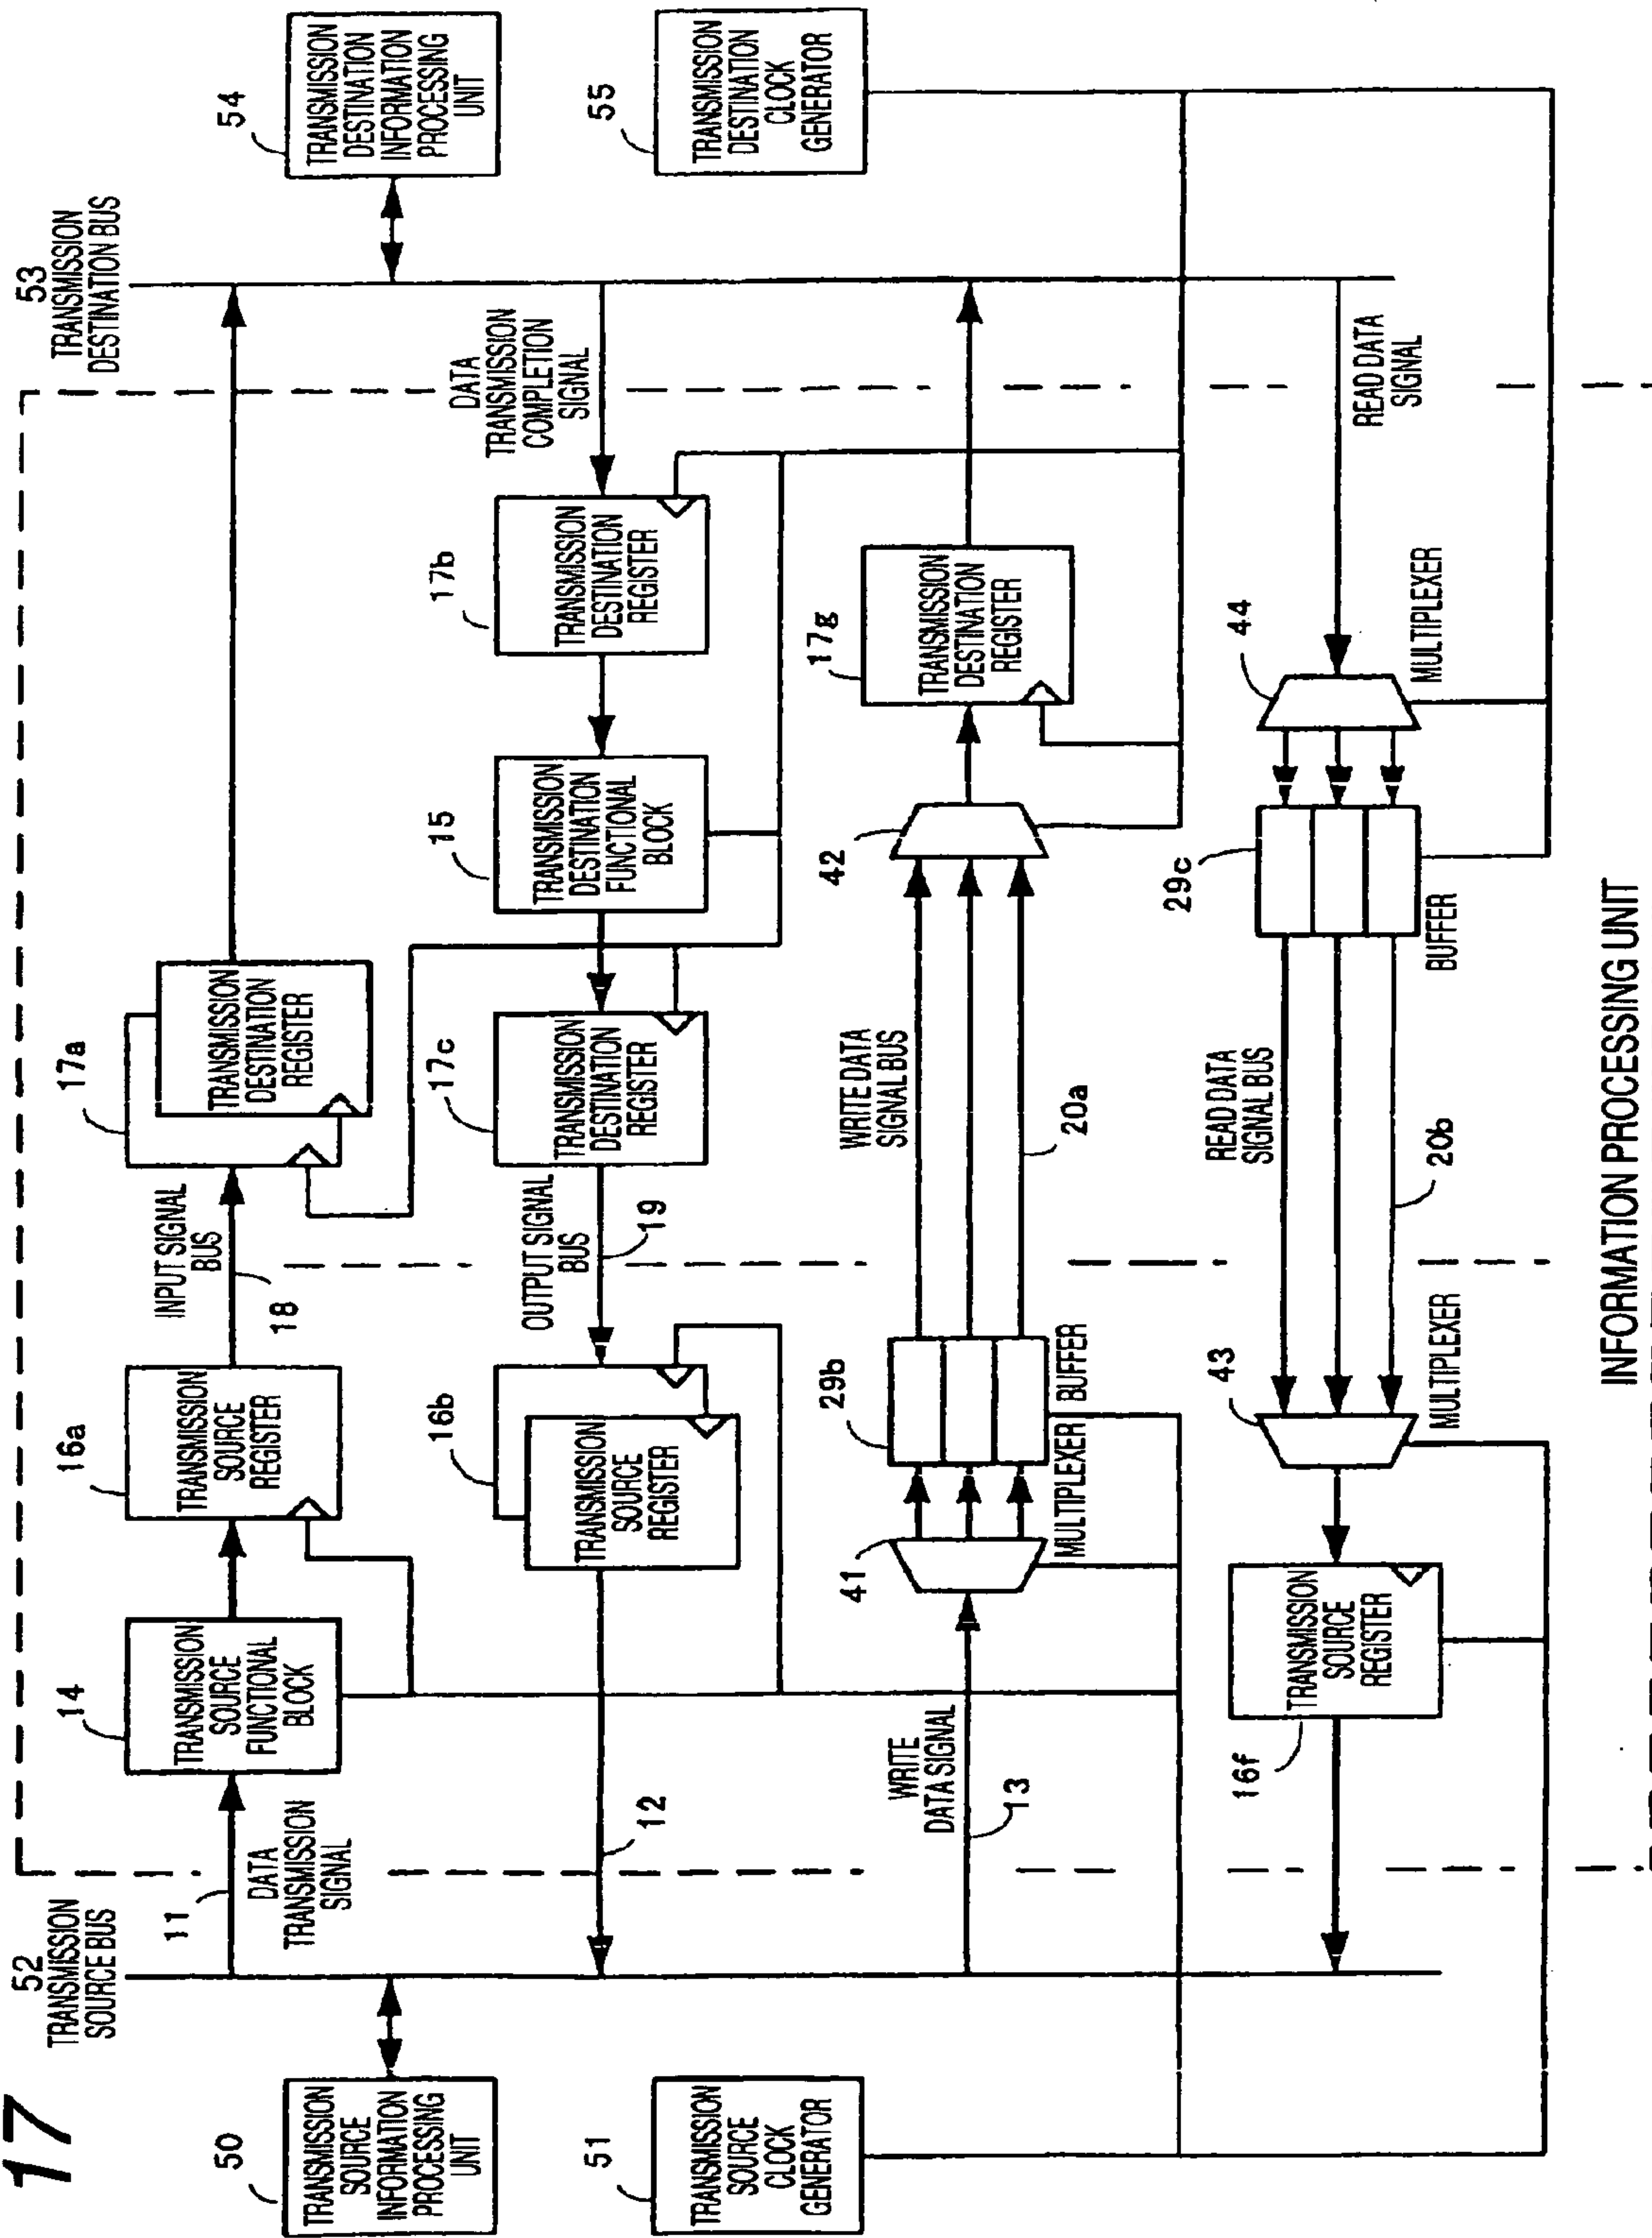 17
52
TRANSMISSION
SOURCE BUS
53
TRANSMISSION
DESTINATION BUS
50
TRANSMISSION
SOURCE
INFORMATION
PROCESSING
UNIT
11
DATA
TRANSMISSION
SIGNAL
14
TRANSMISSION
SOURCE
FUNCTIONAL
BLOCK
16a
TRANSMISSION
SOURCE
REGISTER
INPUT SIGNAL
BUS
18
17a
TRANSMISSION
DESTINATION
REGISTER
54
TRANSMISSION
DESTINATION
INFORMATION
PROCESSING
UNIT
51
TRANSMISSION
SOURCE
CLOCK
GENERATOR
12
16b
TRANSMISSION
SOURCE
REGISTER
OUTPUT SIGNAL
BUS
19
17c
TRANSMISSION
DESTINATION
REGISTER
15
TRANSMISSION
DESTINATION
FUNCTIONAL
BLOCK
17b
TRANSMISSION
DESTINATION
REGISTER
DATA
TRANSMISSION
COMPLETION
SIGNAL
55
TRANSMISSION
DESTINATION
CLOCK
GENERATOR
WRITE
DATA SIGNAL
13
41
MULTIPLEXER
29b
BUFFER
WRITE DATA
SIGNAL BUS
20a
42
17g
TRANSMISSION
DESTINATION
REGISTER
16f
TRANSMISSION
SOURCE
REGISTER
43
MULTIPLEXER
READ DATA
SIGNAL BUS
20b
29c
BUFFER
44
MULTIPLEXER
READ DATA
SIGNAL
INFORMATION PROCESSING UNIT